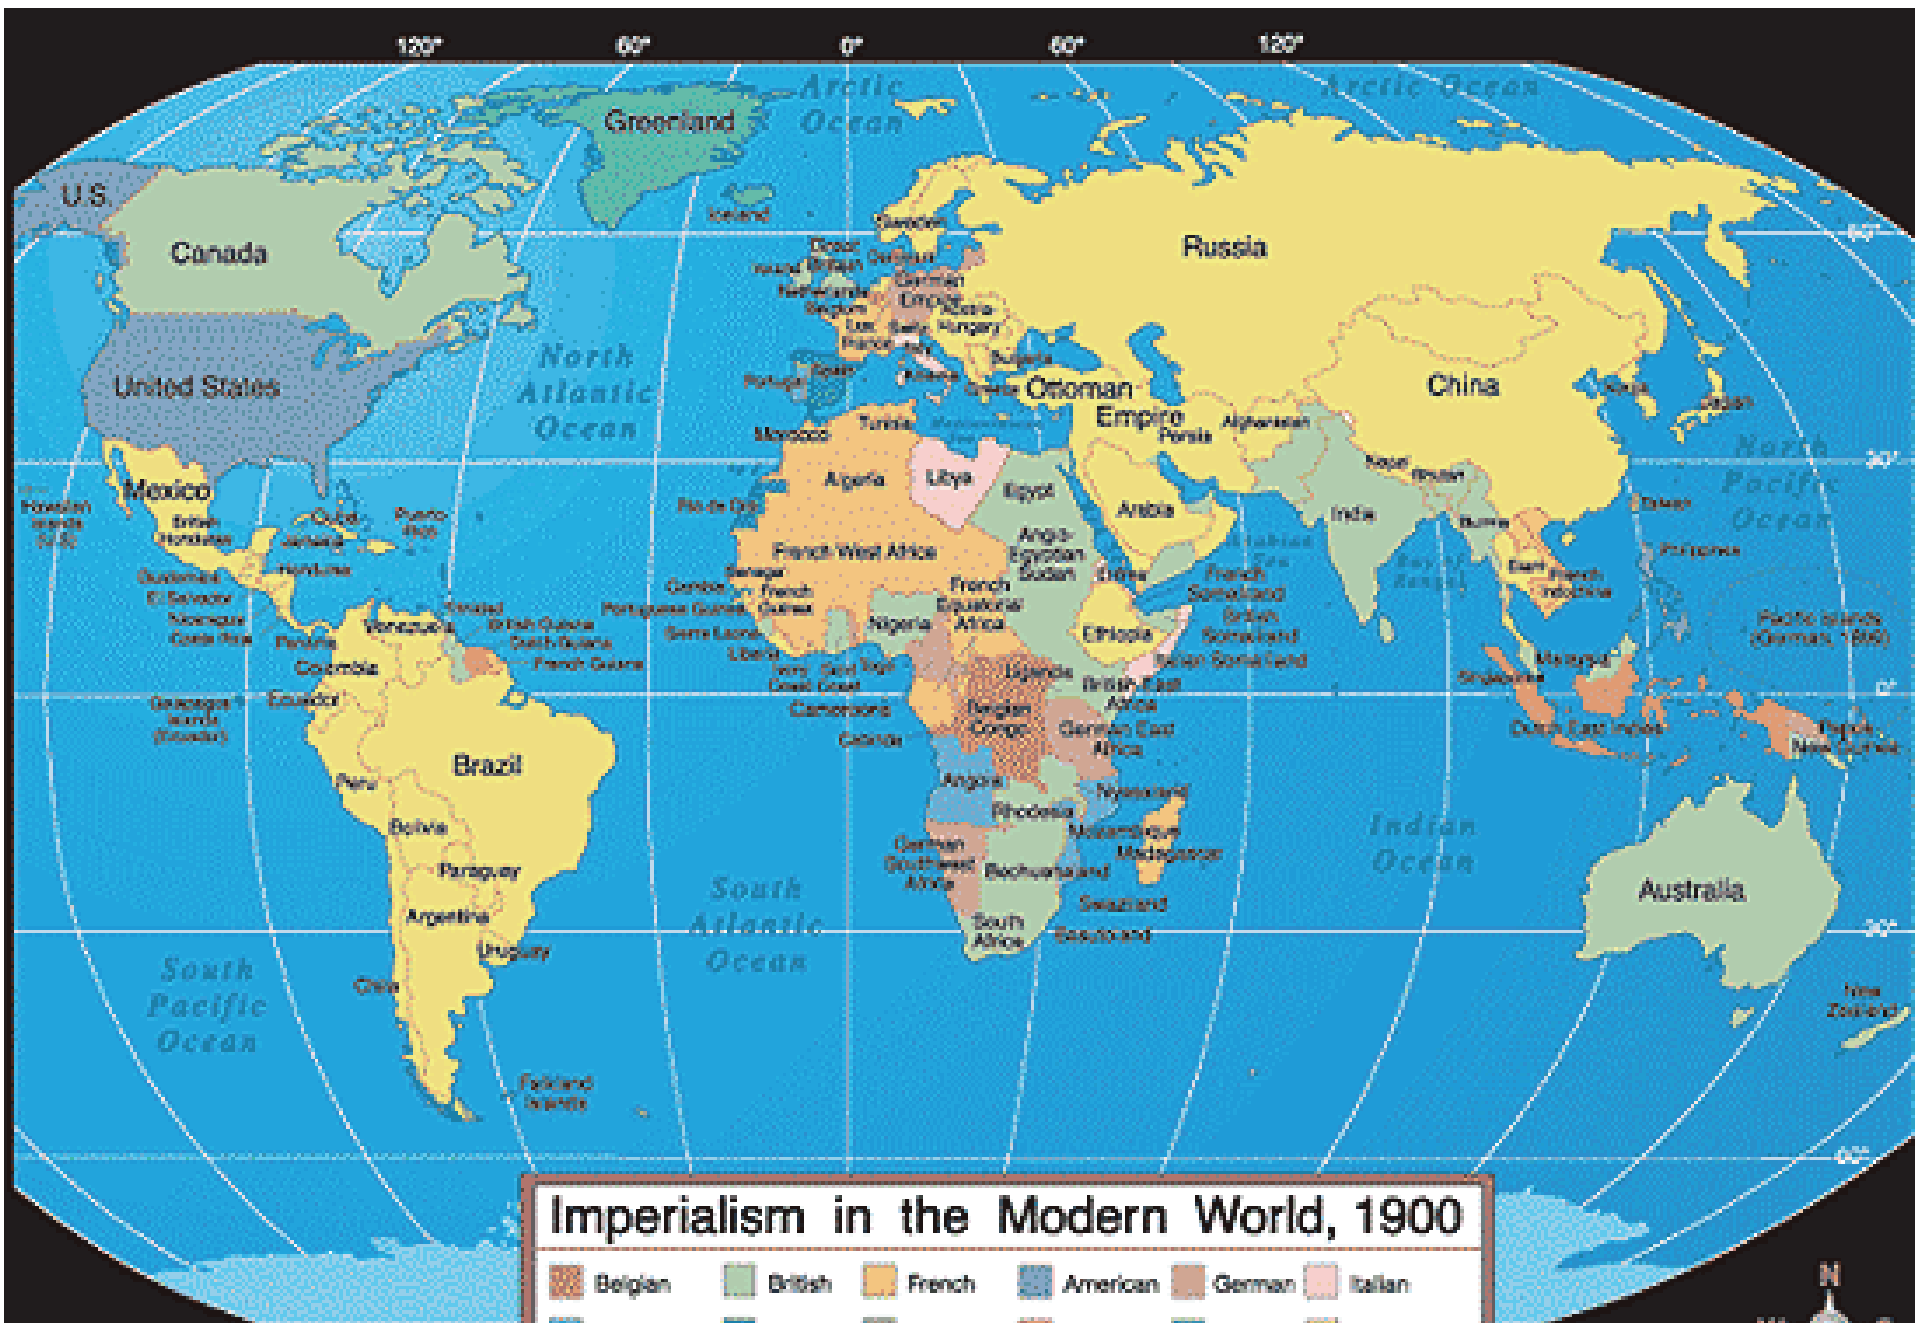 120°
60°
0°
60°
120°
Arctic
Ocean
Arctic Ocean
Greenland
U.S.
Iceland
Canada
Sweden
60°
Russia
Great
Britain
German
Empire
Netherlands
Belgium
Austria
Hungary
France
North
Atlantic
Ocean
United States
Portugal
Spain
Bulgaria
Greece
Ottoman
Empire
China
Korea
Japan
Morocco
Tunisia
Persia
Afghanistan
North
Pacific
Ocean
30°
Mexico
Algeria
Libya
Egypt
Arabia
Nepal
Bhutan
India
Burma
Taiwan
Hawaiian
Islands
(U.S.)
British
Honduras
Cuba
Puerto
Rico
Jamaica
Rio de Oro
French West Africa
Anglo-
Egyptian
Sudan
Eritrea
Arabian
Sea
Bay of
Bengal
Siam
French
Indochina
Philippines
Guatemala
Honduras
El Salvador
Nicaragua
Costa Rica
Panama
Trinidad
Venezuela
British Guiana
Dutch Guiana
French Guiana
Colombia
Gambia
Senegal
French
Guinea
Portuguese Guinea
Sierra Leone
Liberia
Ivory
Coast
Gold
Coast
Togo
Nigeria
French
Equatorial
Africa
Ethiopia
French
Somaliland
British
Somaliland
Italian Somaliland
Pacific Islands
(German, 1899)
Uganda
British East
Africa
Malaysia
Singapore
0°
Galapagos
Islands
(Ecuador)
Ecuador
Cameroons
Cabinda
Belgian
Congo
German East
Africa
Dutch East Indies
Papua
New Guinea
Brazil
Peru
Angola
Nyasaland
Rhodesia
Mozambique
Madagascar
Indian
Ocean
Bolivia
Paraguay
German
Southwest
Africa
Bechuanaland
Swaziland
Australia
South
Atlantic
Ocean
Argentina
South
Africa
Basutoland
30°
Uruguay
Chile
South
Pacific
Ocean
New
Zealand
Falkland
Islands
60°
Imperialism in the Modern World, 1900
Belgian
British
French
American
German
Italian
N